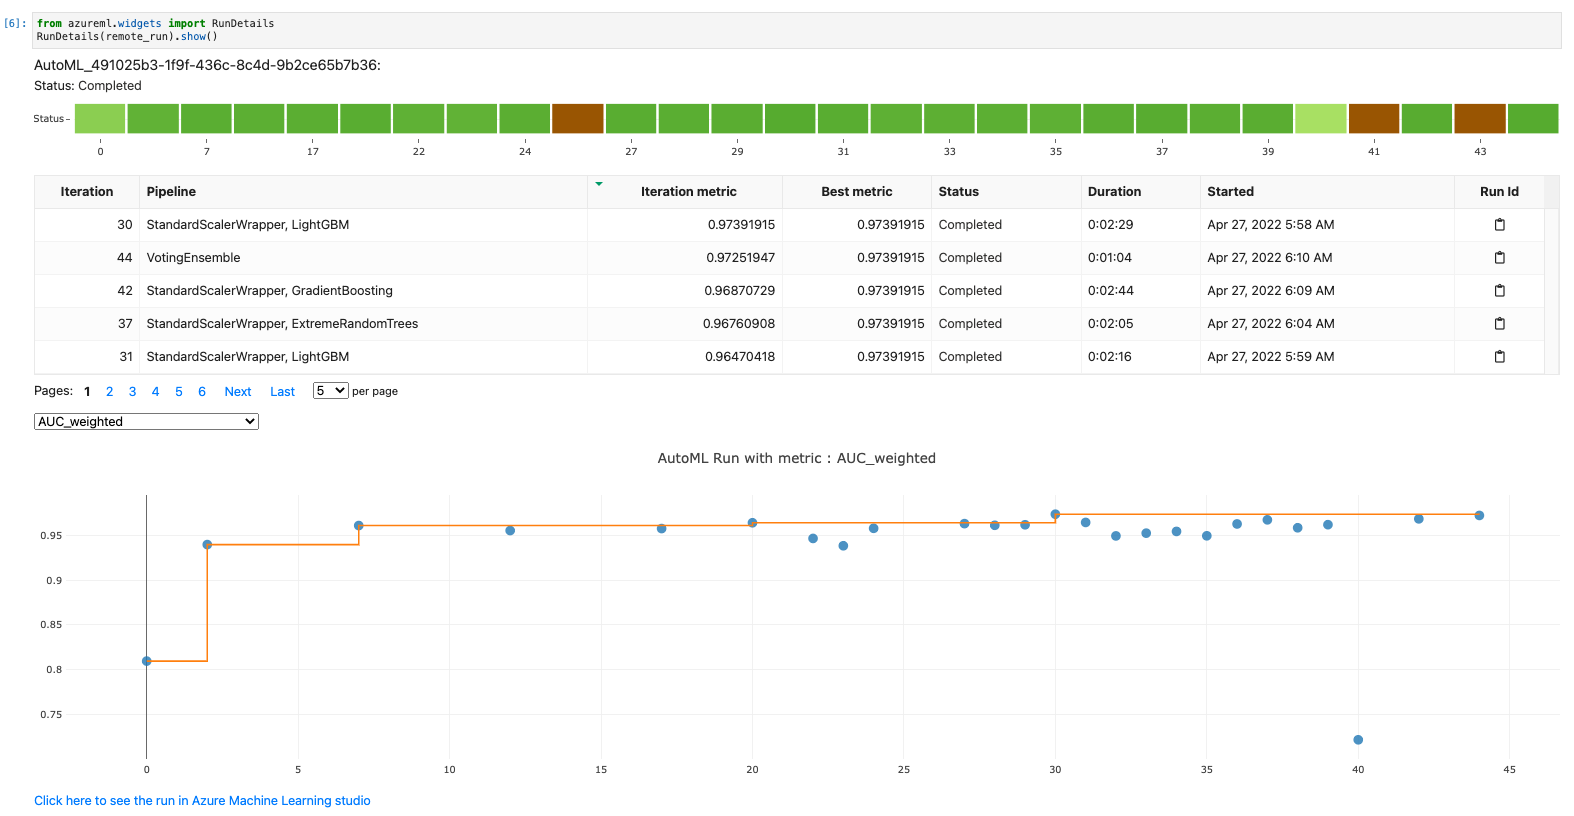 [6]: from azureml.widgets import RunDetails
RunDetails(remote_run).show()
AutoML_491025b3-1f9f-436c-8c4d-9b2ce65b7b36:
Status: Completed
Status
0 7 17 22 24 27 29 31 33 35 37 39 41 43
Iteration Pipeline Iteration metric Best metric Status Duration Started Run Id
30 StandardScalerWrapper, LightGBM 0.97391915 0.97391915 Completed 0:02:29 Apr 27, 2022 5:58 AM
44 VotingEnsemble 0.97251947 0.97391915 Completed 0:01:04 Apr 27, 2022 6:10 AM
42 StandardScalerWrapper, GradientBoosting 0.96870729 0.97391915 Completed 0:02:44 Apr 27, 2022 6:09 AM
37 StandardScalerWrapper, ExtremeRandomTrees 0.96760908 0.97391915 Completed 0:02:05 Apr 27, 2022 6:04 AM
31 StandardScalerWrapper, LightGBM 0.96470418 0.97391915 Completed 0:02:16 Apr 27, 2022 5:59 AM
Pages: 1 2 3 4 5 6 Next Last 5 per page
AUC_weighted
AutoML Run with metric : AUC_weighted
0.95
0.9
0.85
0.8
0.75
0 5 10 15 20 25 30 35 40 45
Click here to see the run in Azure Machine Learning studio